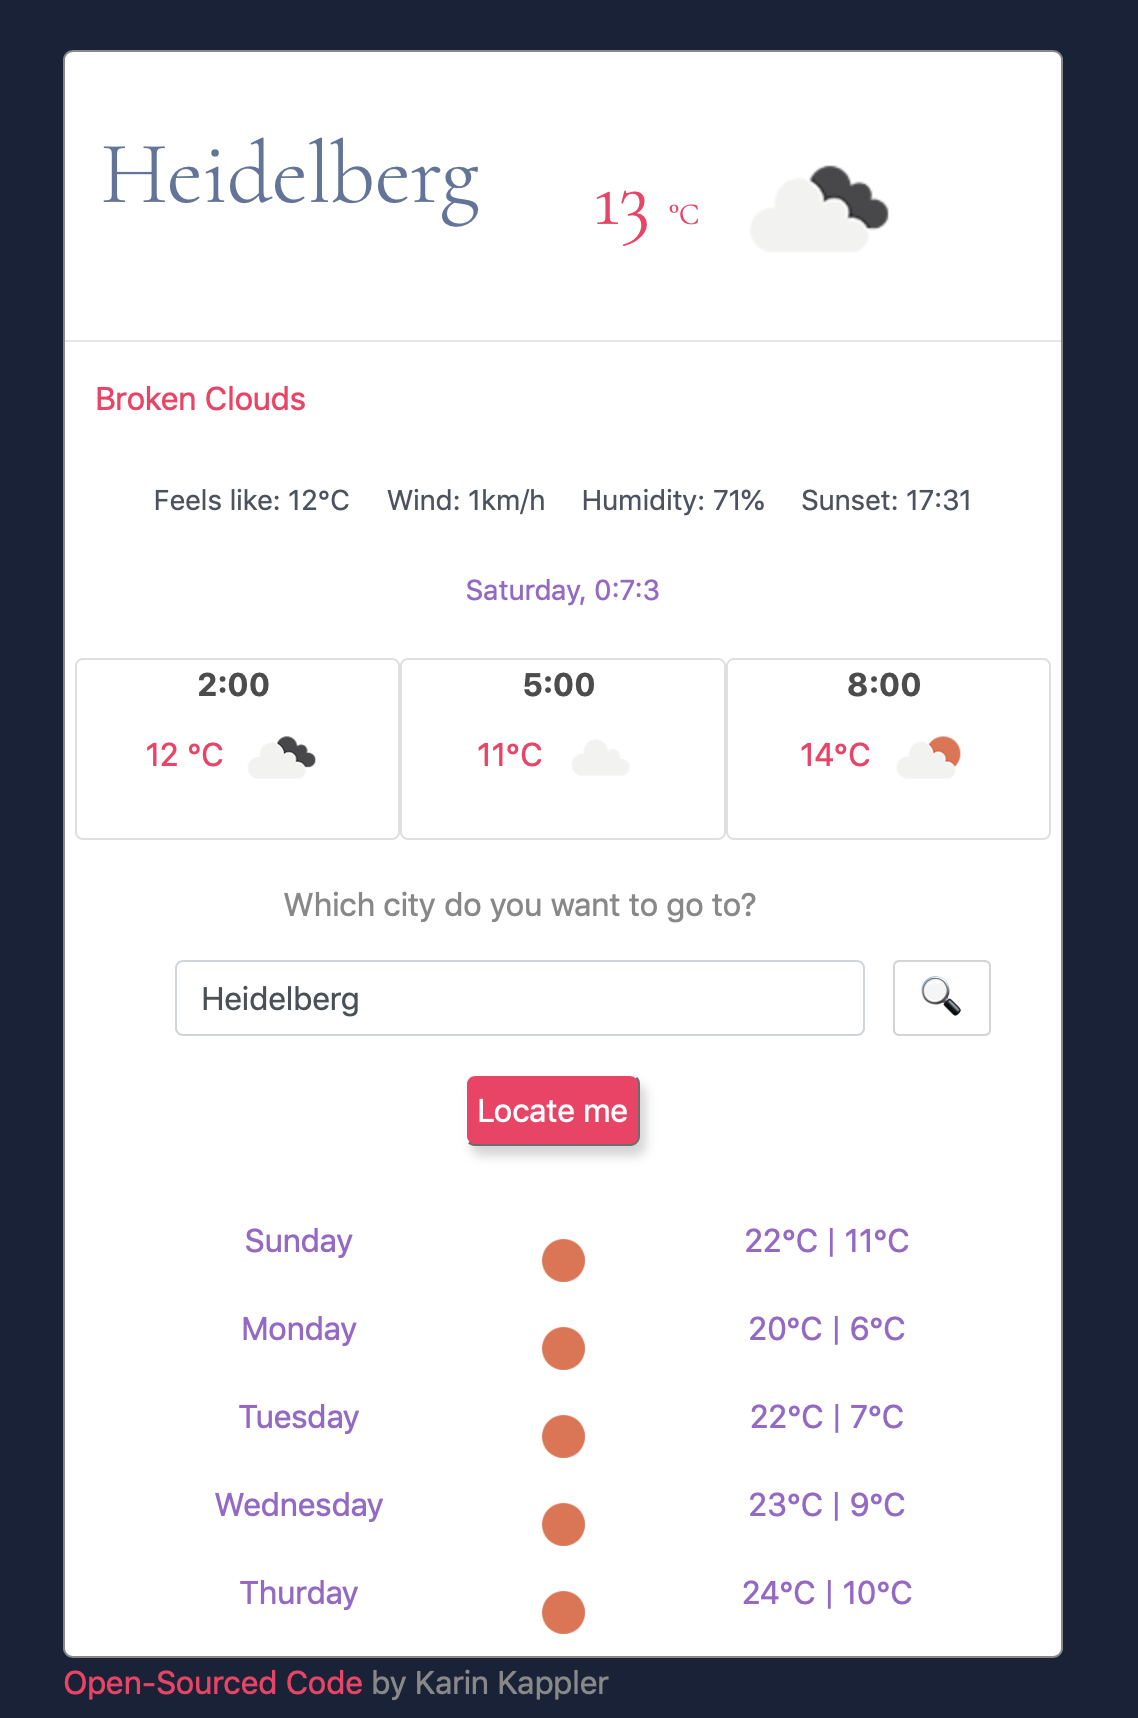 Heidelberg
13 °C
Broken Clouds
Feels like: 12°C Wind: 1km/h Humidity: 71% Sunset: 17:31
Saturday, 0:7:3
2:00 5:00 8:00
12 °C 11°C 14°C
Which city do you want to go to?
Heidelberg
Locate me
Sunday 22°C | 11°C
Monday 20°C | 6°C
Tuesday 22°C | 7°C
Wednesday 23°C | 9°C
Thurday 24°C | 10°C
Open-Sourced Code by Karin Kappler